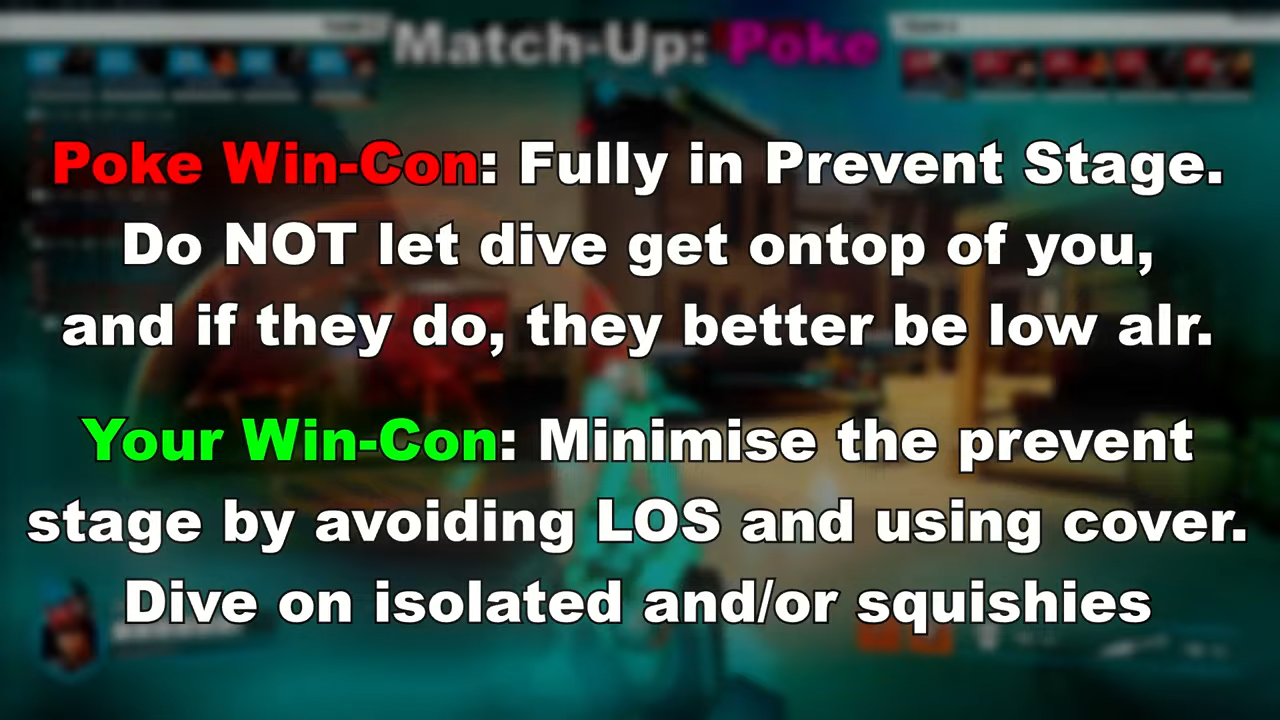 Match-Up: Poke
Poke Win-Con: Fully in Prevent Stage.
Do NOT let dive get ontop of you,
and if they do, they better be low alr.
Your Win-Con: Minimise the prevent
stage by avoiding LOS and using cover.
Dive on isolated and/or squishies